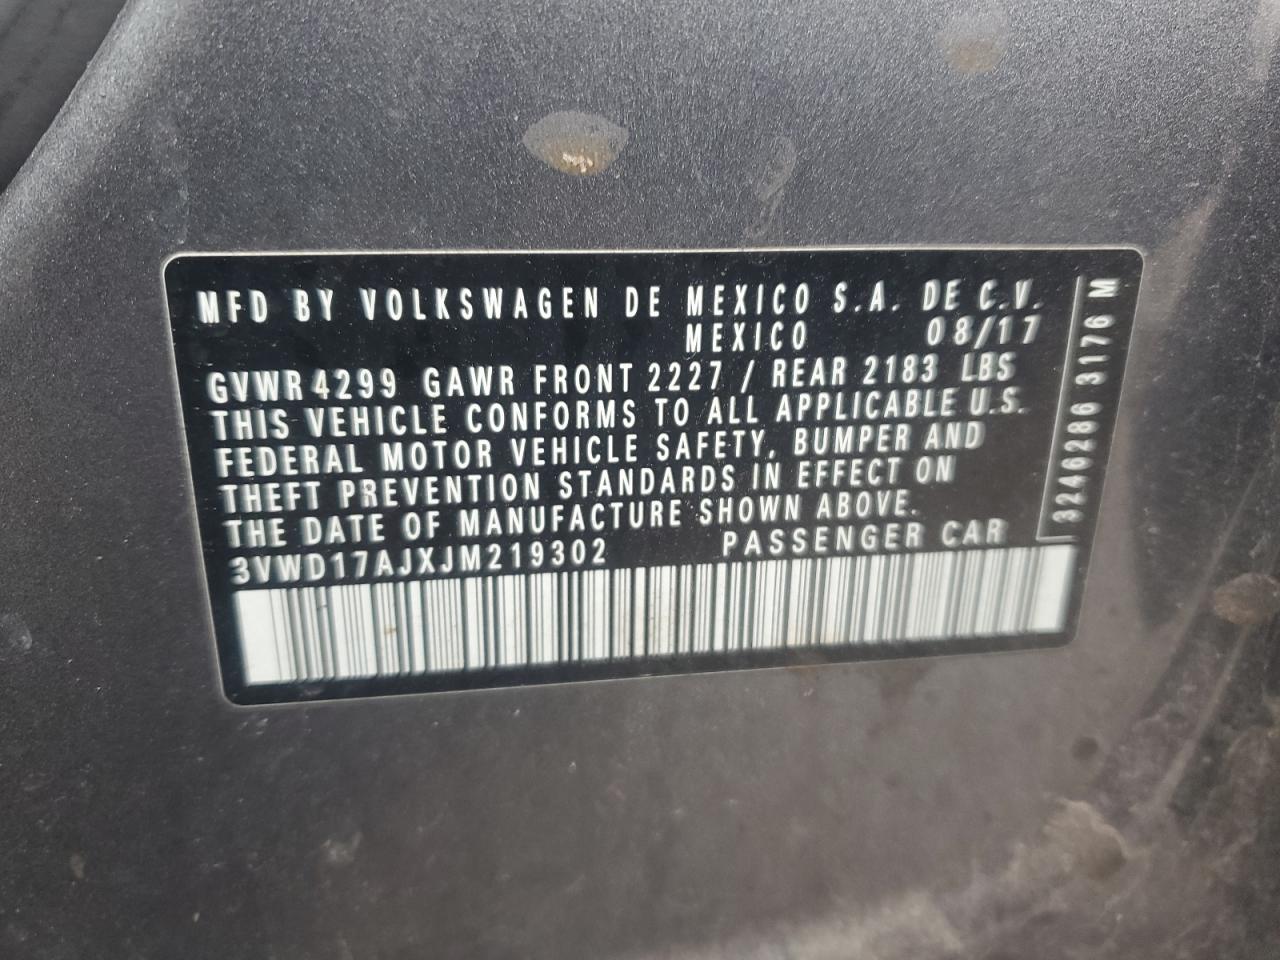 MFD BY VOLKSWAGEN DE MEXICO S.A. DE C.V.
MEXICO 08/17
GVWR 4299 GAWR FRONT 2227 / REAR 2183 LBS
THIS VEHICLE CONFORMS TO ALL APPLICABLE U.S.
FEDERAL MOTOR VEHICLE SAFETY, BUMPER AND
THEFT PREVENTION STANDARDS IN EFFECT ON
THE DATE OF MANUFACTURE SHOWN ABOVE.
3VWD17AJXJM219302 PASSENGER CAR
3246286 3176 M